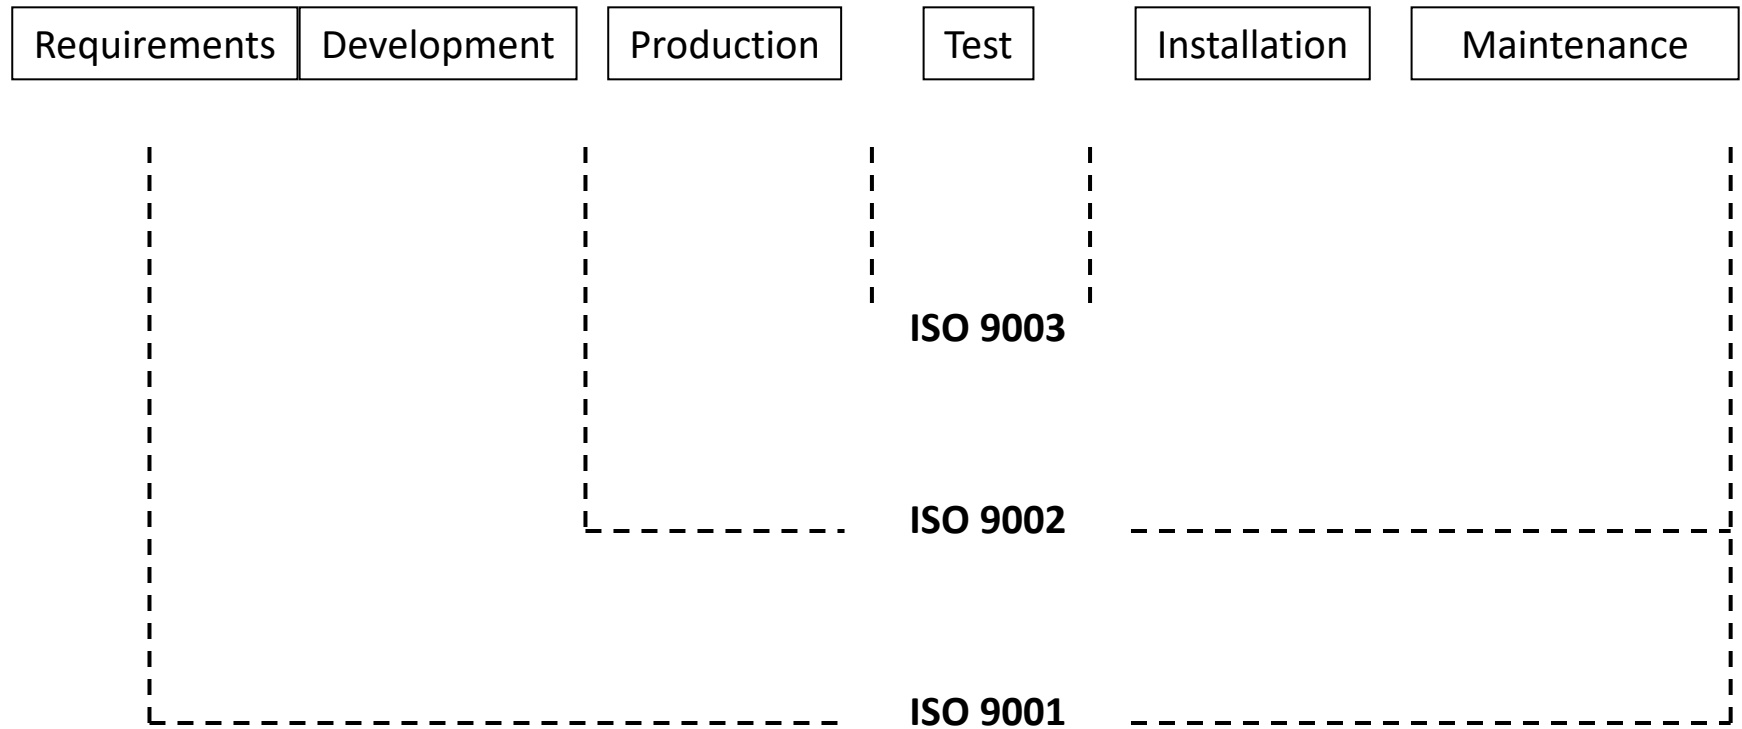 Requirements Development Production Test Installation Maintenance
ISO 9003
ISO 9002
ISO 9001